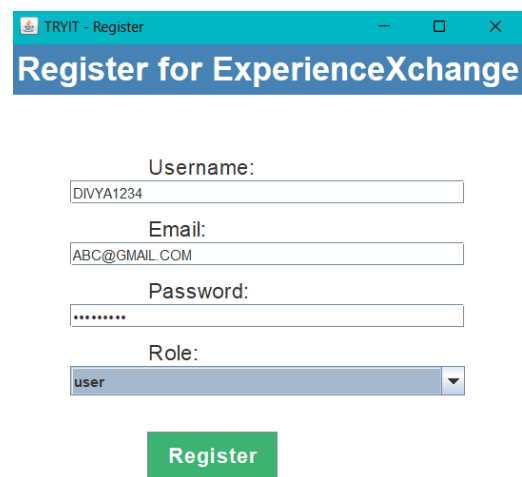 TRYIT - Register
Register for ExperienceXchange
Username:
DIVYA1234
Email:
ABC@GMAIL.COM
Password:
•••••••••
Role:
user
Register